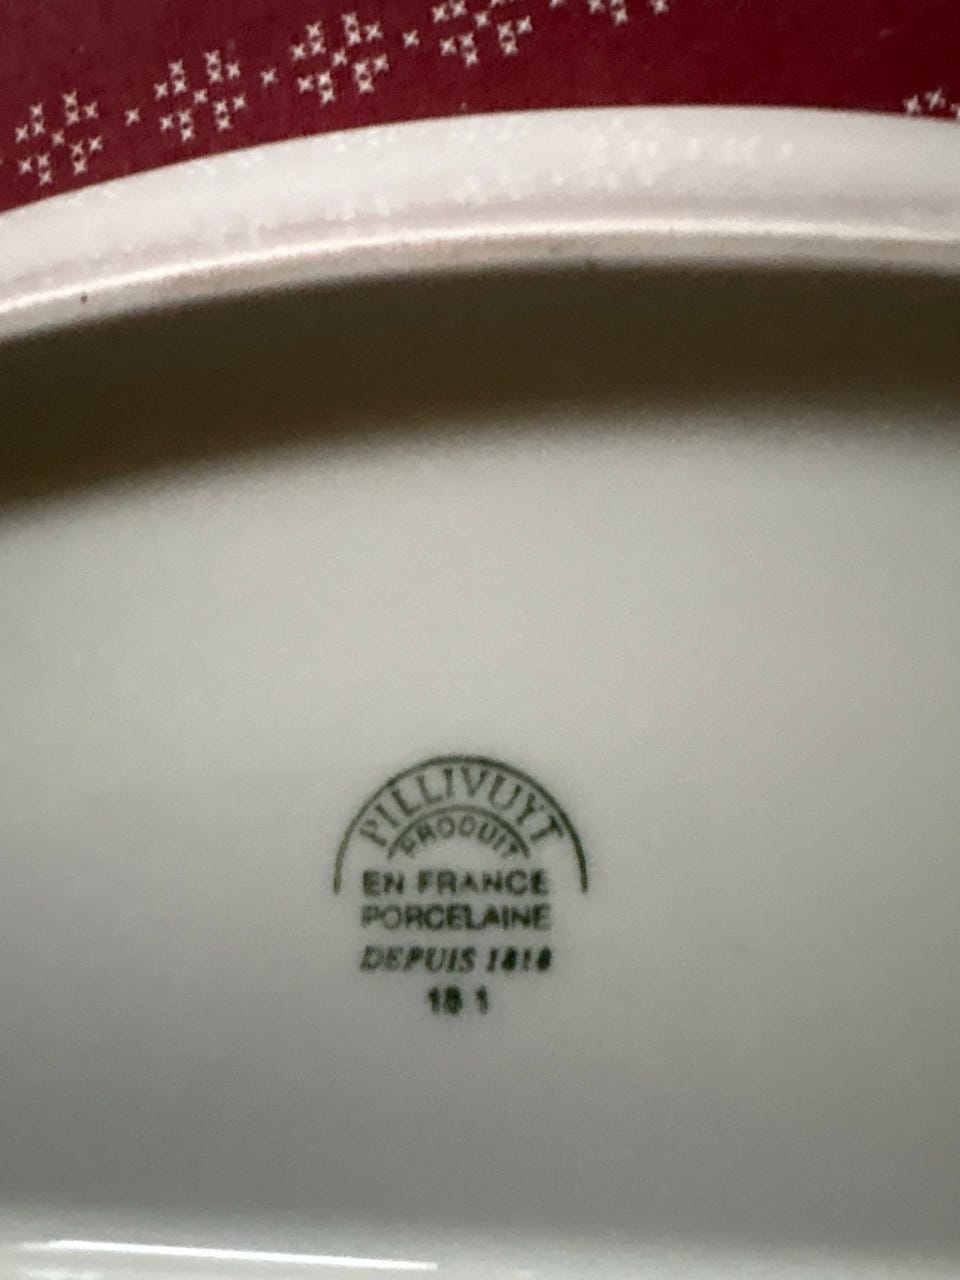 PILLIVUYT
PRODUIT
EN FRANCE
PORCELAINE
DEPUIS 1818
18 1